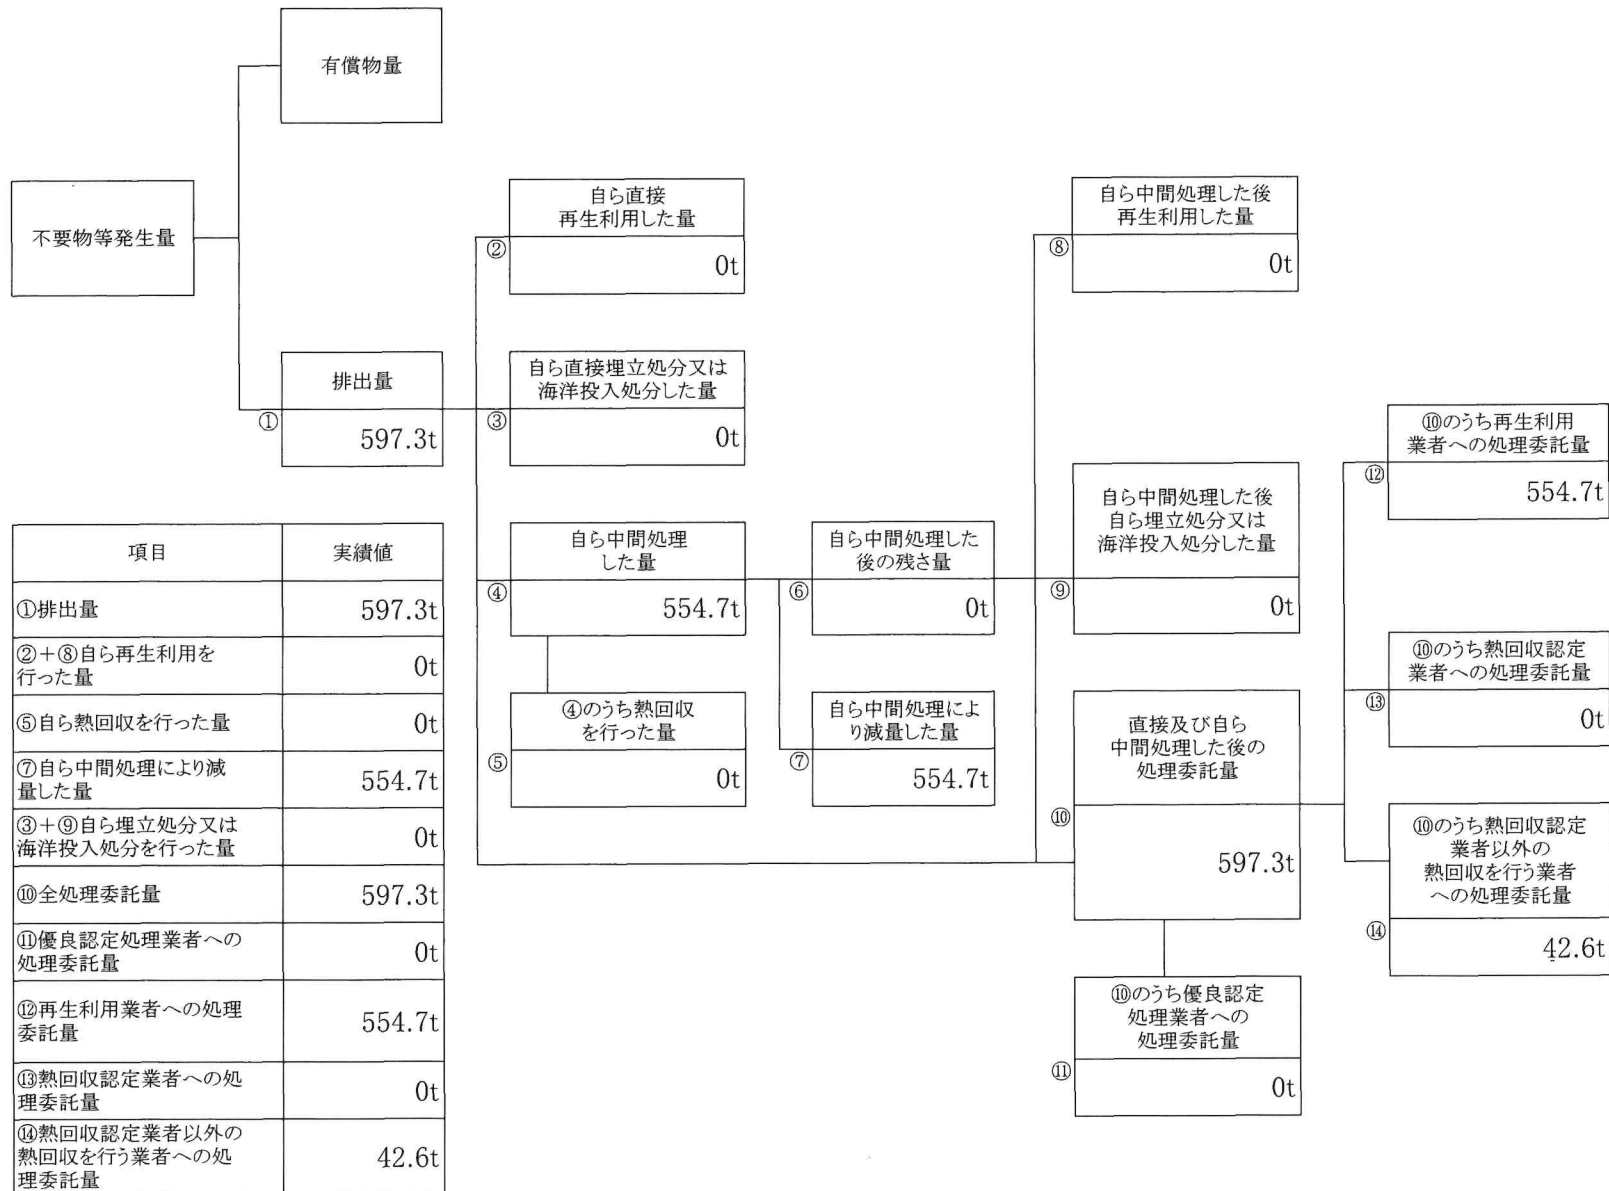 有償物量
不要物等発生量
自ら直接
再生利用した量
②
0t
自ら中間処理した後
再生利用した量
⑧
0t
排出量
①
597.3t
自ら直接埋立処分又は
海洋投入処分した量
③
0t
⑩のうち再生利用
業者への処理委託量
⑫
554.7t
自ら中間処理した後
自ら埋立処分又は
海洋投入処分した量
⑨
0t
自ら中間処理
した量
④
554.7t
自ら中間処理した
後の残さ量
⑥
0t
⑩のうち熱回収認定
業者への処理委託量
⑬
0t
④のうち熱回収
を行った量
⑤
0t
自ら中間処理によ
り減量した量
⑦
554.7t
直接及び自ら
中間処理した後の
処理委託量
⑩
597.3t
⑩のうち熱回収認定
業者以外の
熱回収を行う業者
への処理委託量
⑭
42.6t
⑩のうち優良認定
処理業者への
処理委託量
⑪
0t
項目 実績値
①排出量 597.3t
②+⑧自ら再生利用を
行った量 0t
⑤自ら熱回収を行った量 0t
⑦自ら中間処理により減
量した量 554.7t
③+⑨自ら埋立処分又は
海洋投入処分を行った量 0t
⑩全処理委託量 597.3t
⑪優良認定処理業者への
処理委託量 0t
⑫再生利用業者への処理
委託量 554.7t
⑬熱回収認定業者への処
理委託量 0t
⑭熱回収認定業者以外の
熱回収を行う業者への処
理委託量 42.6t